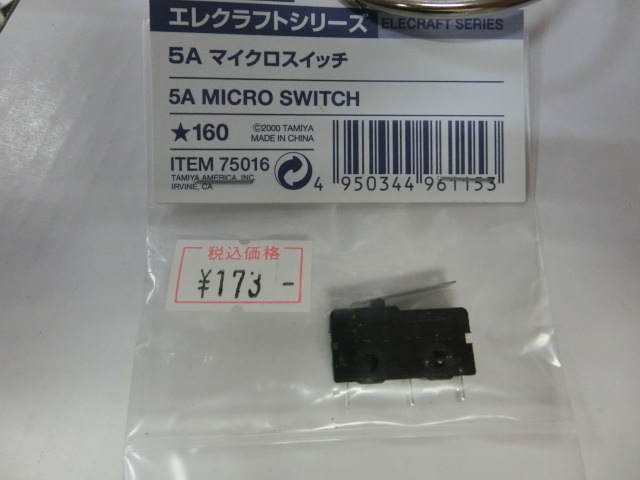 エレクラフトシリーズ ELECRAFT SERIES
5A マイクロスイッチ
5A MICRO SWITCH
★160 ©2000 TAMIYA
MADE IN CHINA
ITEM 75016
TAMIYA AMERICA, INC.
IRVINE, CA
4 950344 961153
税込価格
¥173-